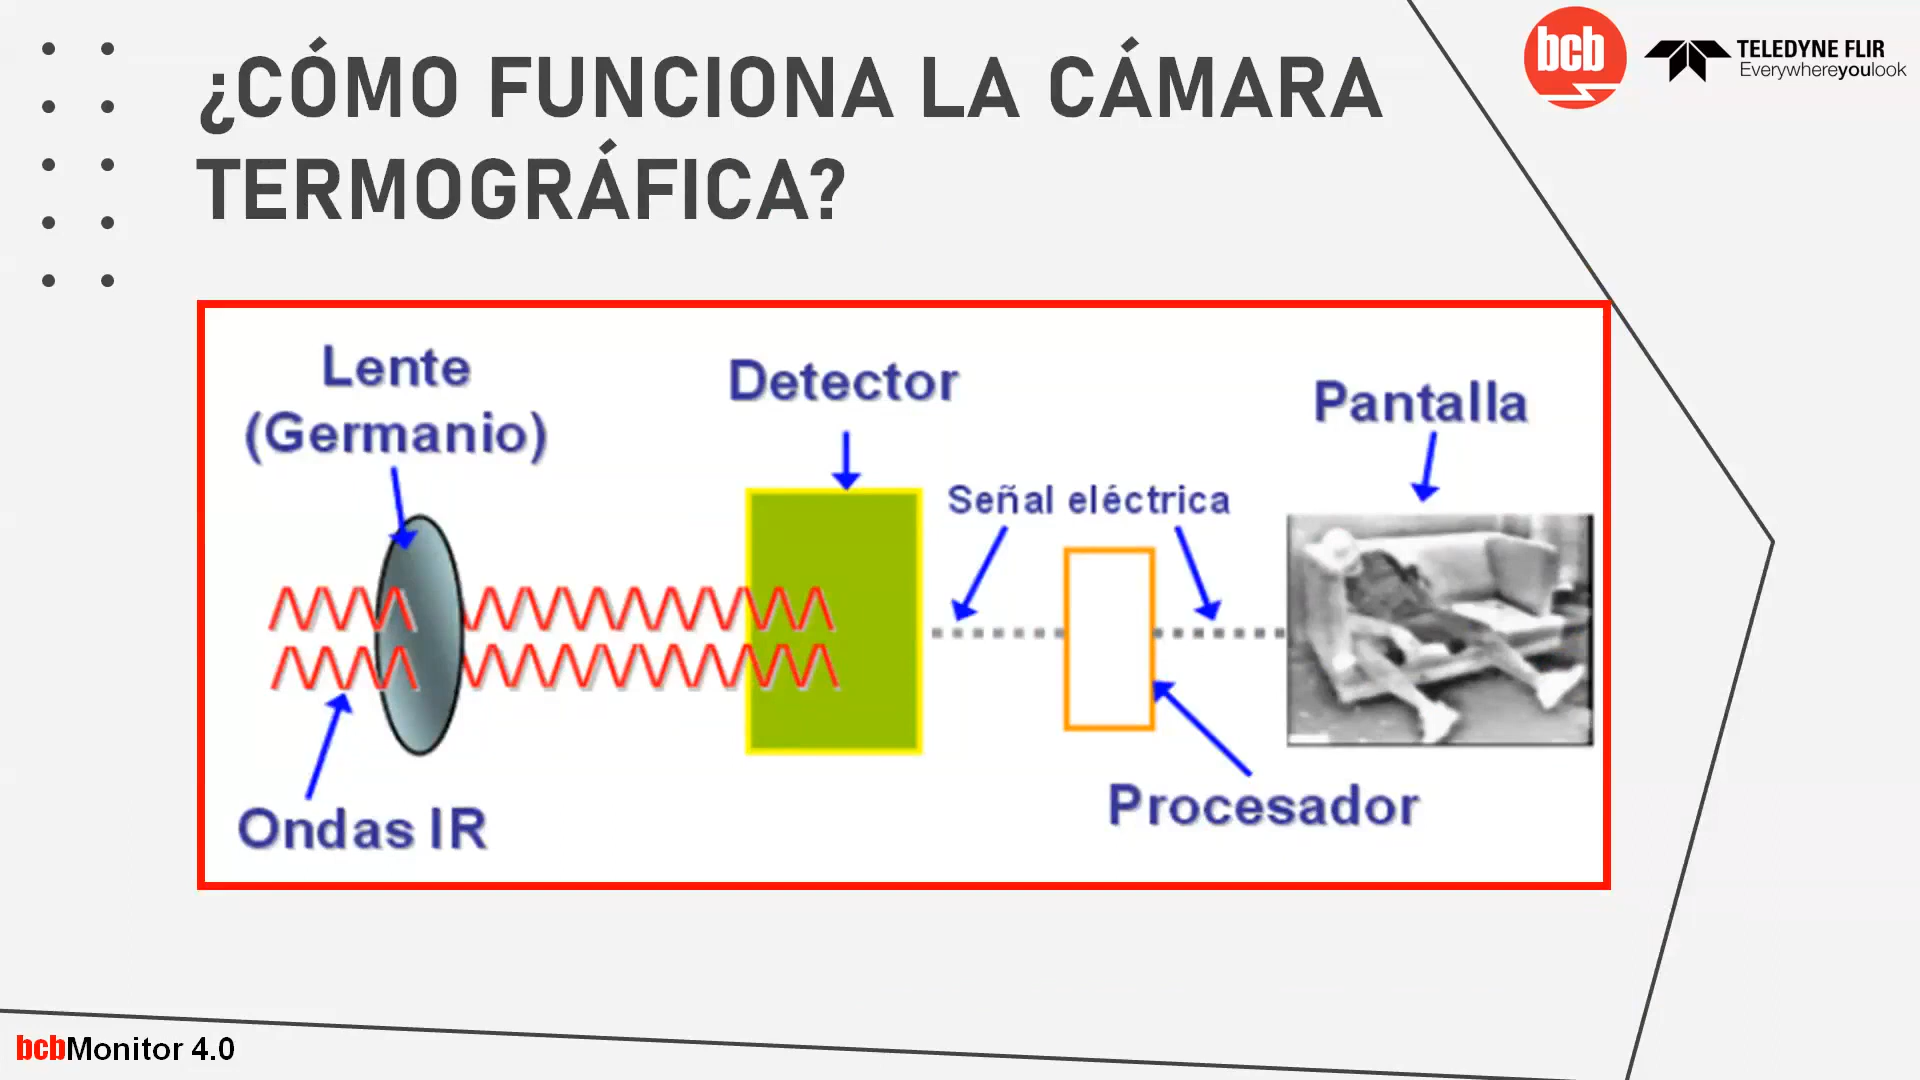 ¿CÓMO FUNCIONA LA CÁMARA
TERMOGRÁFICA?
bcb
TELEDYNE FLIR
Everywhereyoulook
Lente
(Germanio)
Detector
Pantalla
Señal eléctrica
Ondas IR
Procesador
bcbMonitor 4.0